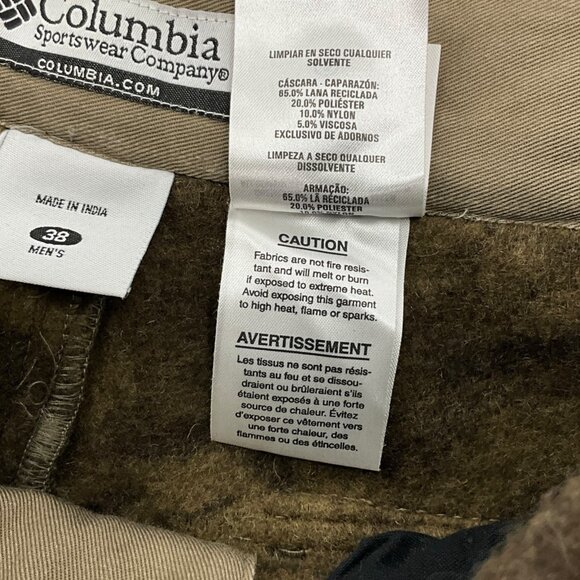 Columbia
Sportswear Company®
COLUMBIA.COM
MADE IN INDIA
38
MEN'S
LIMPIAR EN SECO CUALQUIER
SOLVENTE
CÁSCARA - CAPARAZÓN:
65.0% LANA RECICLADA
20.0% POLIÉSTER
10.0% NYLON
5.0% VISCOSA
EXCLUSIVO DE ADORNOS
LIMPEZA A SECO QUALQUER
DISSOLVENTE
ARMAÇÃO:
65.0% LÃ RECICLADA
20.0% POLIESTER
CAUTION
Fabrics are not fire resis-
tant and will melt or burn
if exposed to extreme heat.
Avoid exposing this garment
to high heat, flame or sparks.
AVERTISSEMENT
Les tissus ne sont pas résis-
tants au feu et se dissou-
draient ou brûleraient s'ils
étaient exposés à une forte
source de chaleur. Évitez
d'exposer ce vêtement vers
une forte chaleur, des
flammes ou des étincelles.